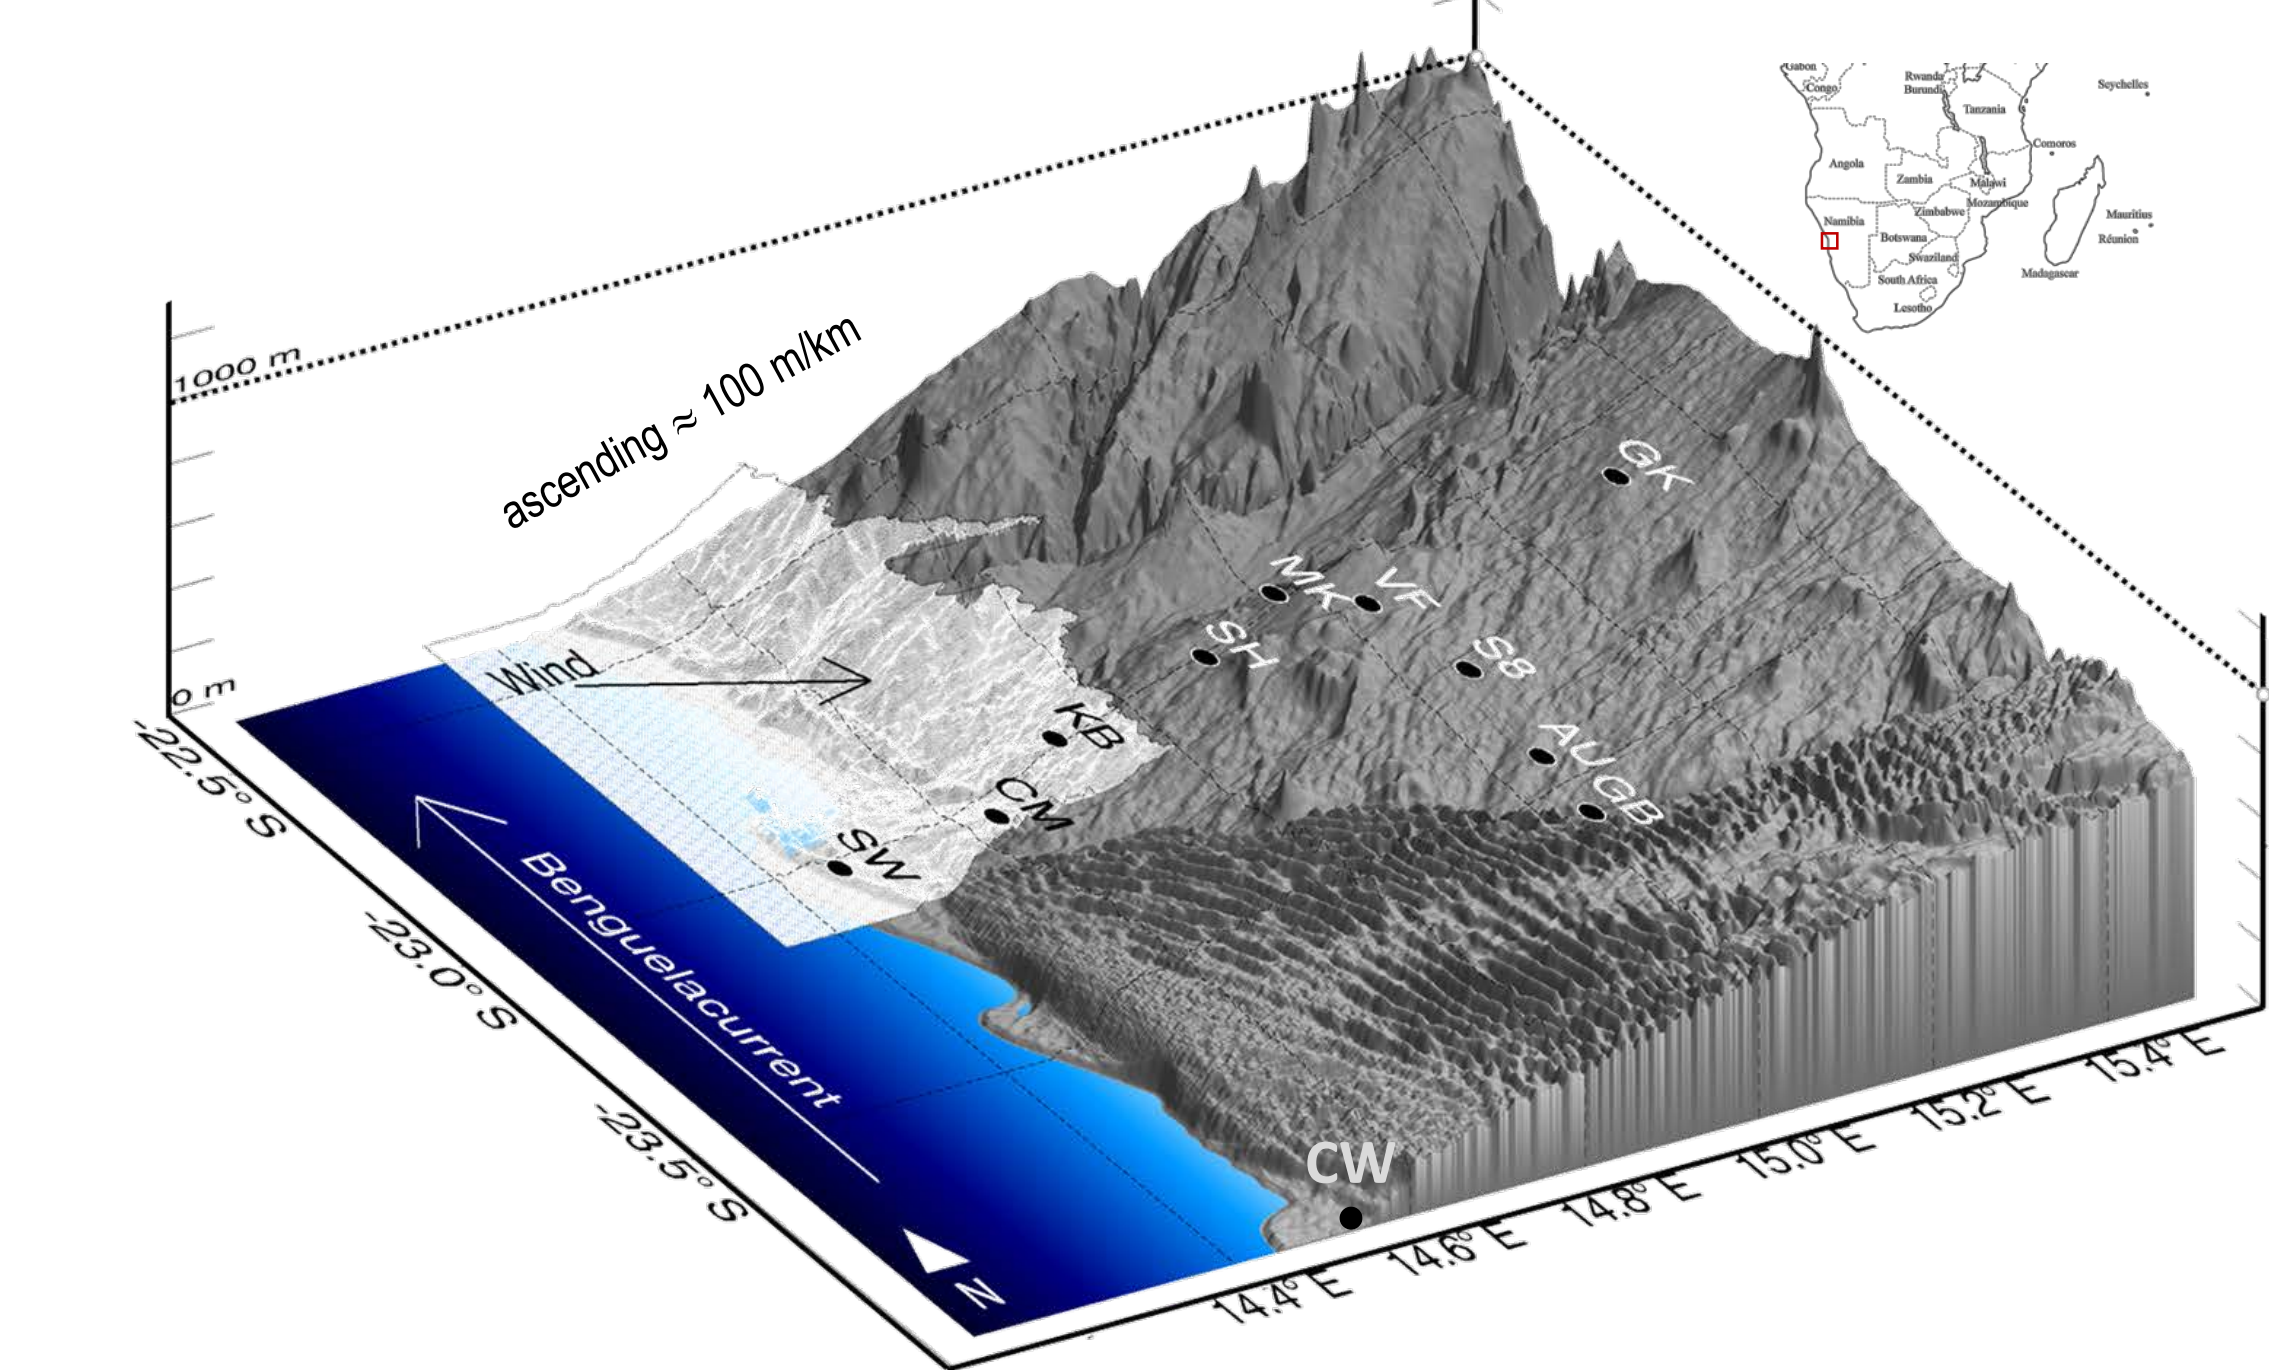 Gabon
Congo
Rwanda
Burundi
Tanzania
Seychelles
Comoros
Angola
Zambia
Malawi
Mozambique
Zimbabwe
Namibia
Botswana
Mauritius
Réunion
Swaziland
Madagascar
South Africa
Lesotho
1000 m
ascending ≈ 100 m/km
0 m
Wind
GK
MK
VF
SH
S8
KB
AU
CM
GB
SW
Benguelacurrent
CW
N
-22.5° S
-23.0° S
-23.5° S
14.4° E
14.6° E
14.8° E
15.0° E
15.2° E
15.4° E